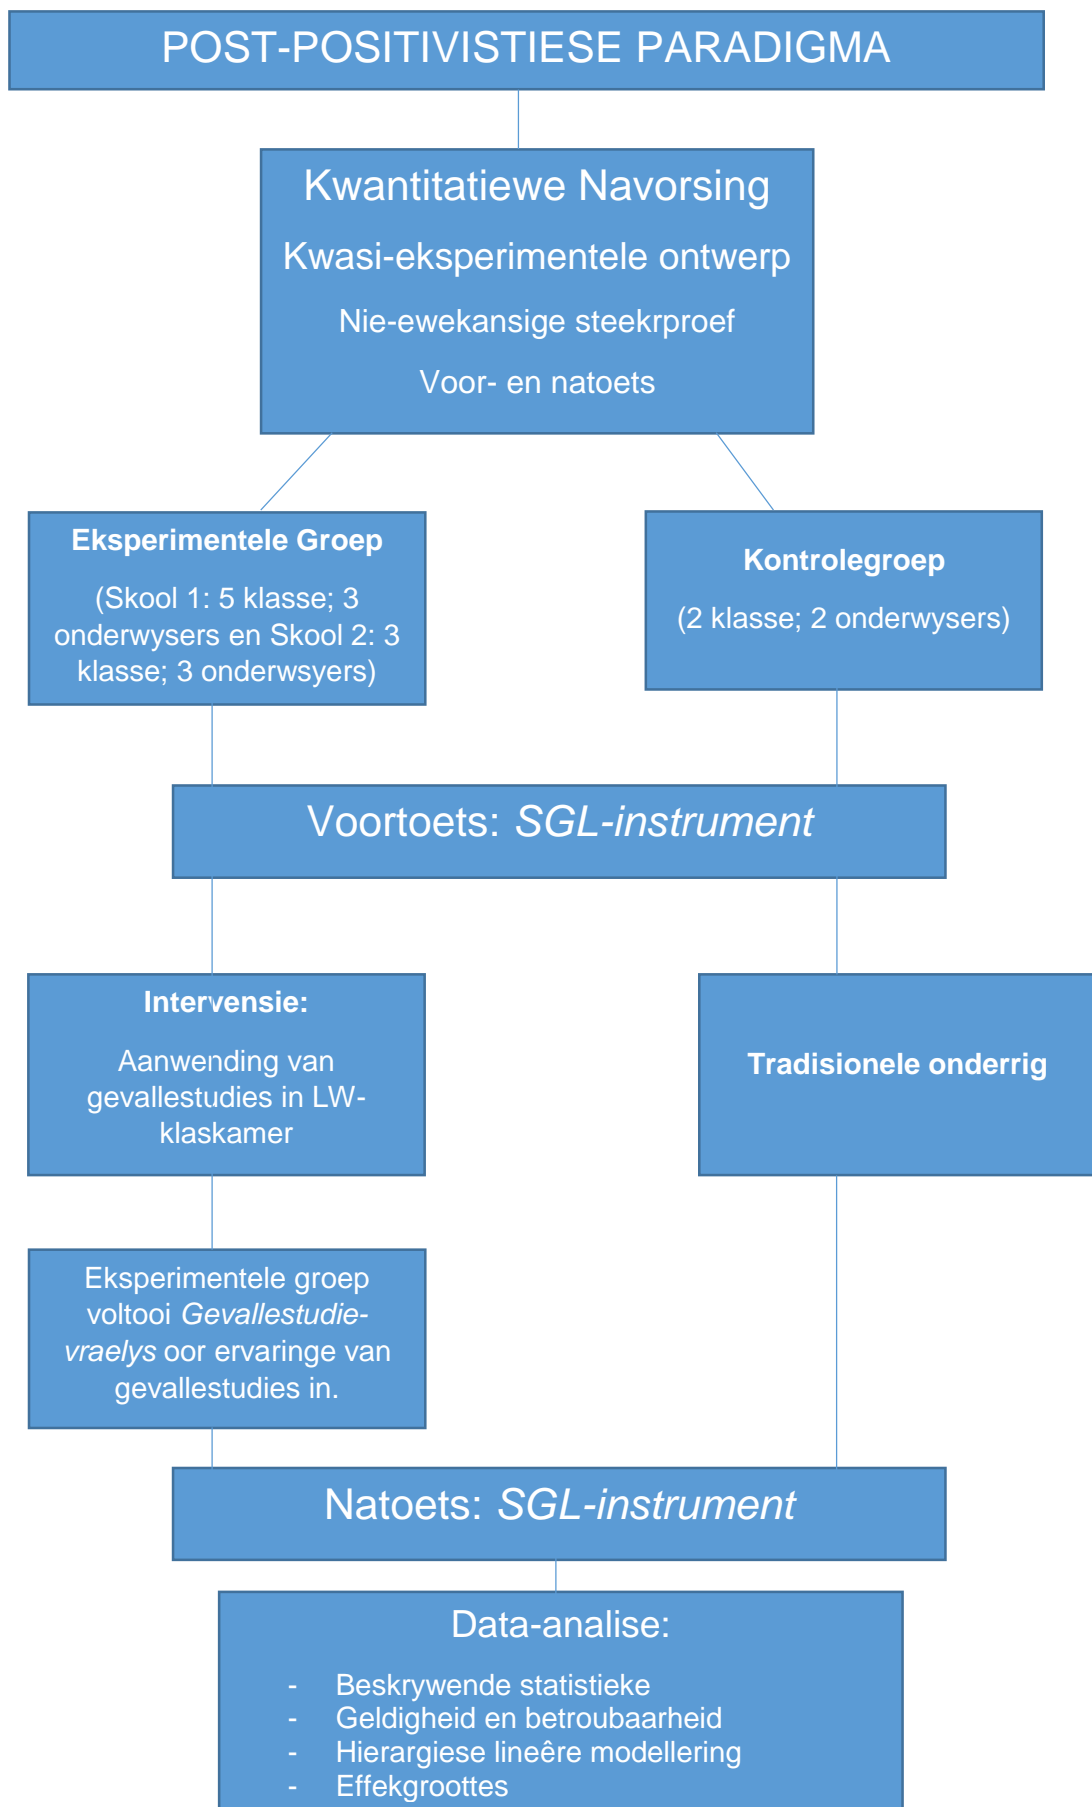 POST-POSITIVISTIESE PARADIGMA
Kwantitatiewe Navorsing
Kwasi-eksperimentele ontwerp
Nie-ewekansige steekrproef
Voor- en natoets
Eksperimentele Groep
(Skool 1: 5 klasse; 3
onderwysers en Skool 2: 3
klasse; 3 onderwsyers)
Kontrolegroep
(2 klasse; 2 onderwysers)
Voortoets: SGL-instrument
Intervensie:
Aanwending van
gevallestudies in LW-
klaskamer
Tradisionele onderrig
Eksperimentele groep
voltooi Gevallestudie-
vraelys oor ervaringe van
gevallestudies in.
Natoets: SGL-instrument
Data-analise:
- Beskrywende statistieke
- Geldigheid en betroubaarheid
- Hierargiese lineêre modellering
- Effekgroottes